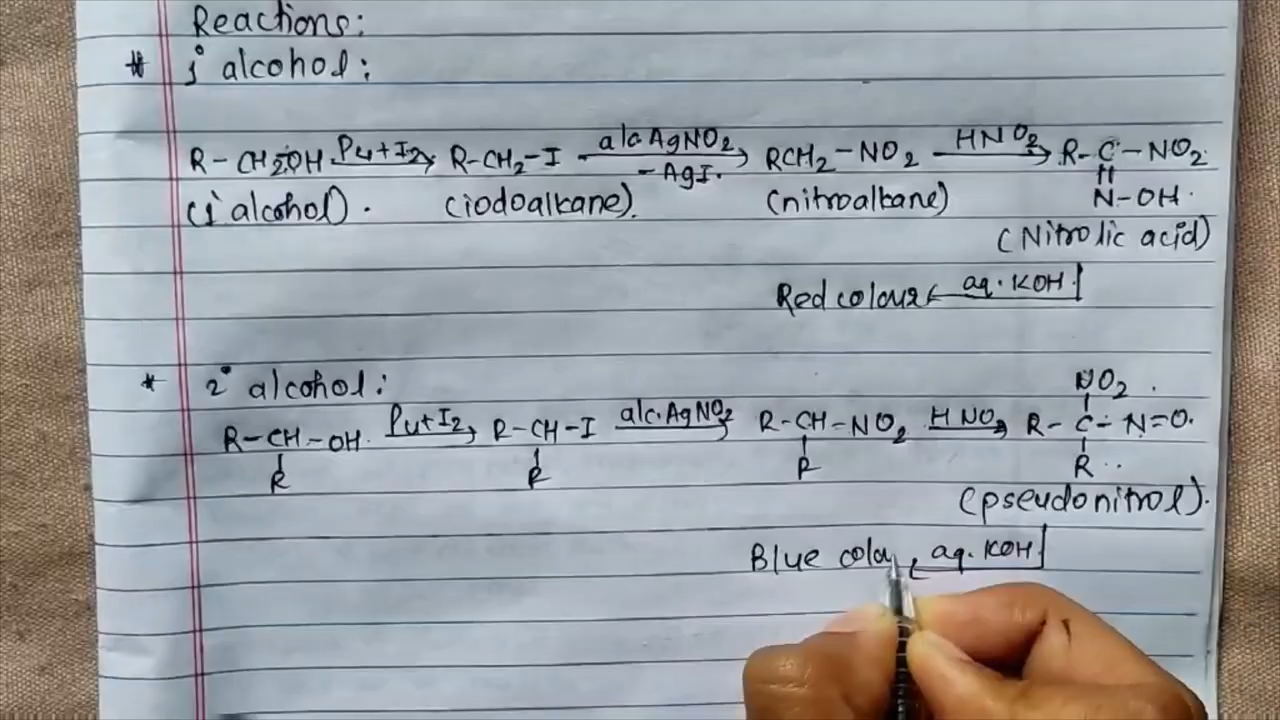 Reactions:
* 1° alcohol:
R-CH2OH P4+I2→ R-CH2-I alc.AgNO2→ -AgI. RCH2-NO2 HNO2→ R-C-NO2
N-OH.
(1° alcohol). (iodoalkane). (nitroalkane)
(Nitrolic acid)
Red colour ← aq. KOH
* 2° alcohol:
NO2.
R-CH-OH. P4+I2→ R-CH-I alc.AgNO2→ R-CH-NO2 HNO2→ R-C-N=O.
R R R R
(pseudonitrol).
Blue colou ← aq. KOH